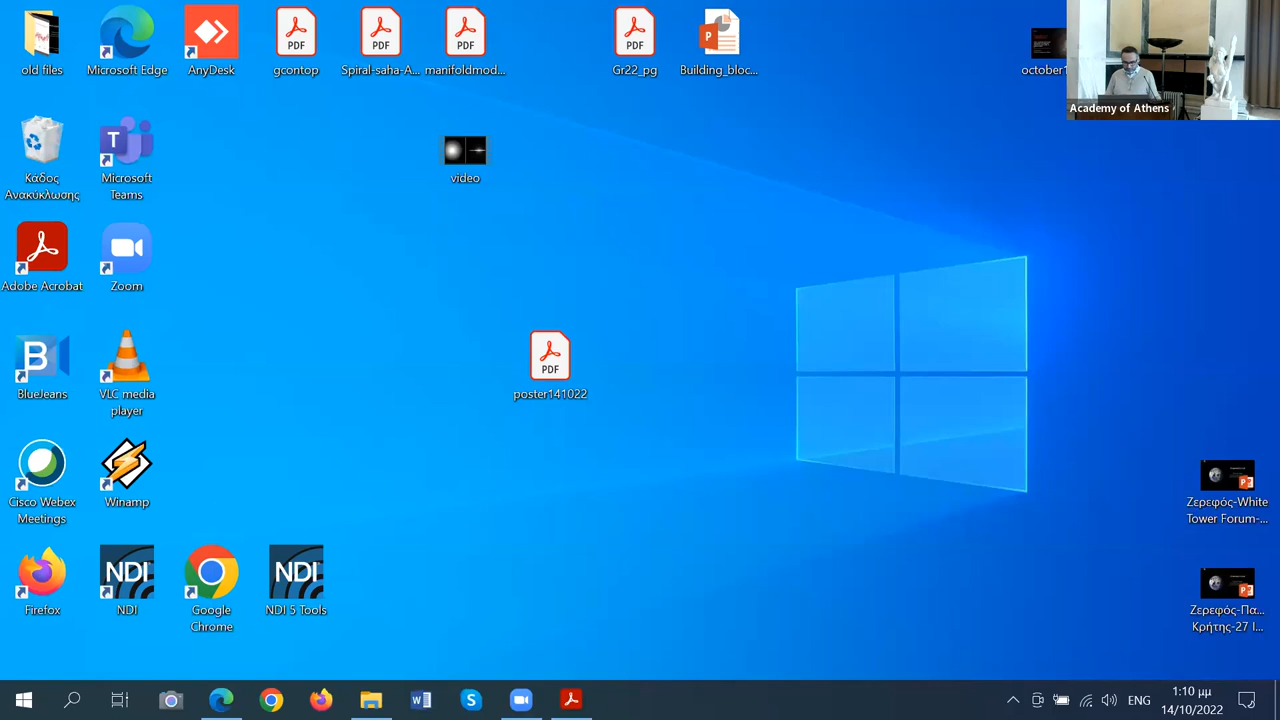 old files
Microsoft Edge
AnyDesk
PDF
gcontop
PDF
Spiral-saha-A...
PDF
manifoldmod...
PDF
Gr22_pg
Building_bloc...
october1
Academy of Athens
Κάδος
Ανακύκλωσης
Microsoft
Teams
video
Adobe Acrobat
Zoom
BlueJeans
VLC media
player
PDF
poster141022
Cisco Webex
Meetings
Winamp
Ζερεφός-White
Tower Forum-...
Firefox
NDI
NDI
Google
Chrome
NDI
NDI 5 Tools
Ζερεφός-Πα...
Κρήτης-27 Ι...
ENG
1:10 μμ
14/10/2022